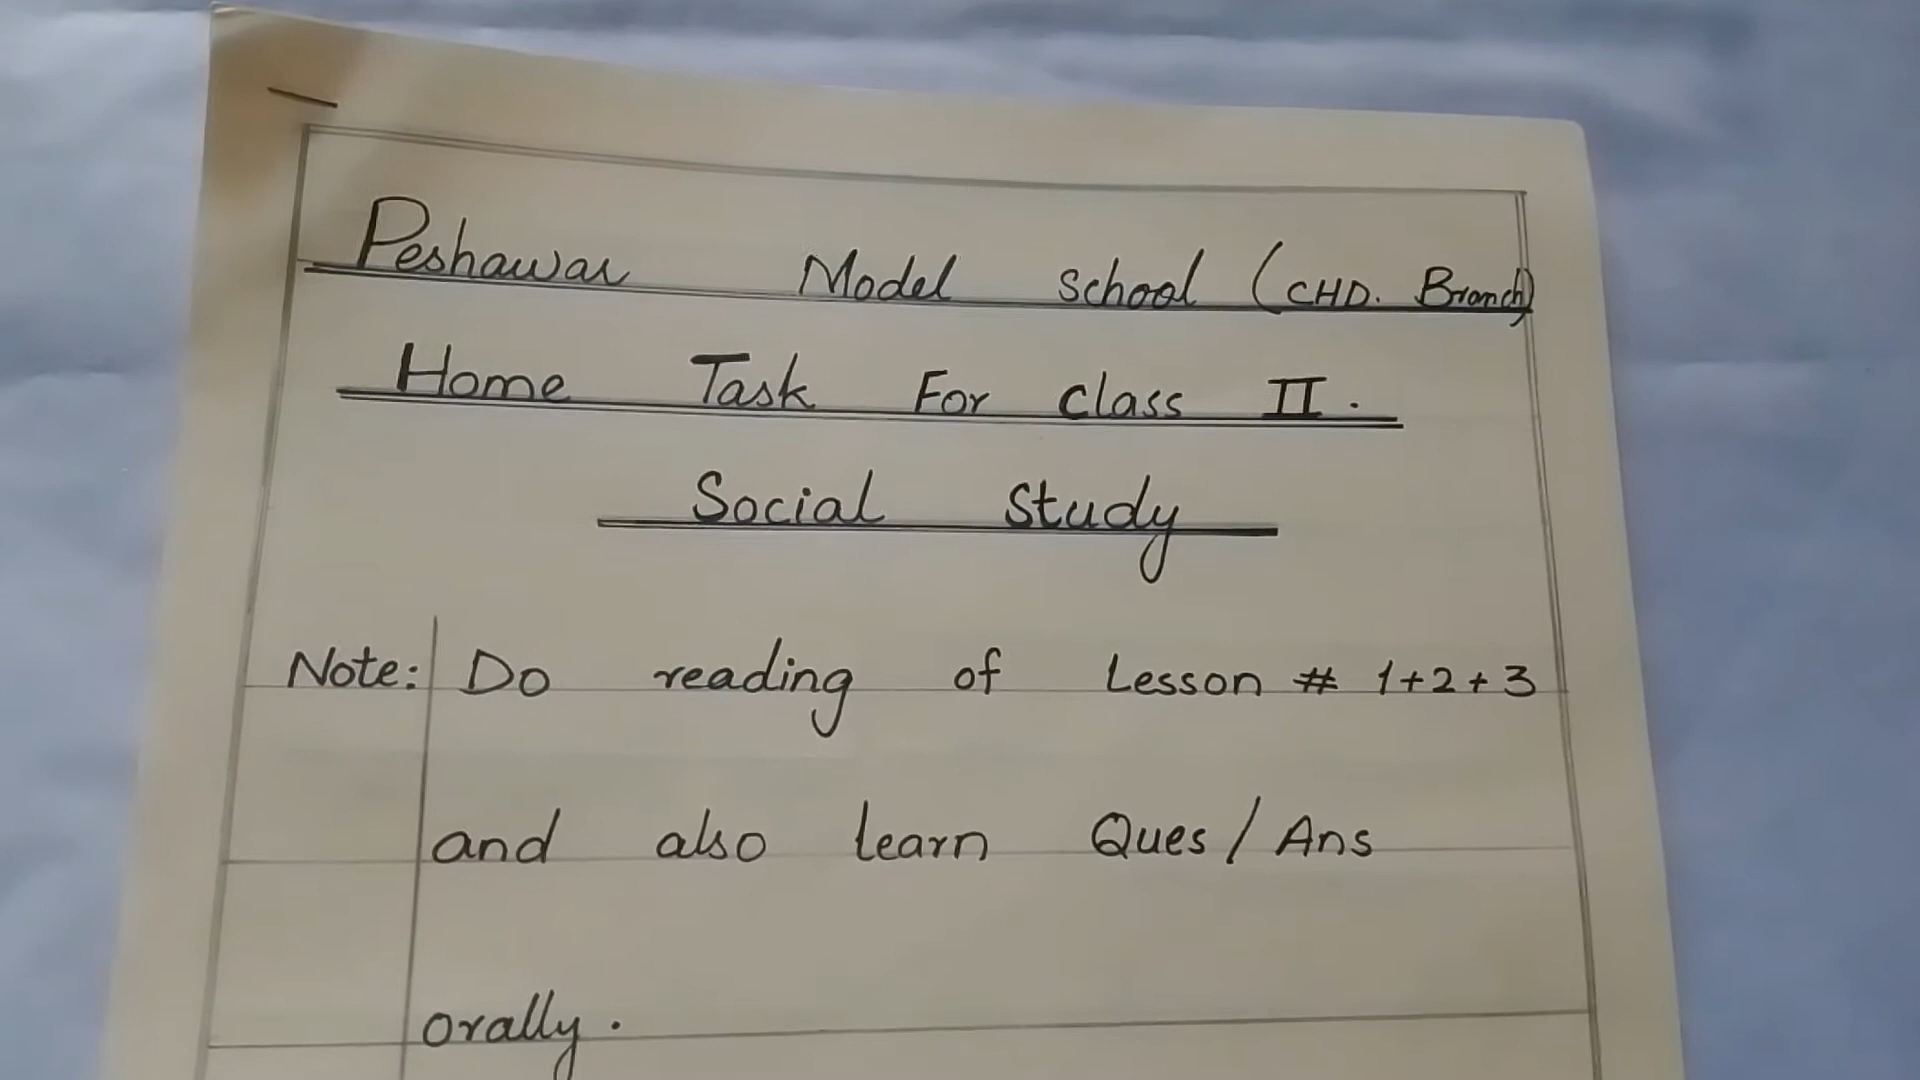 Peshawar Model School (CHD. Branch)
Home Task For class II.
Social Study
Note: Do reading of Lesson # 1+2+3
and also learn Ques/Ans
orally.